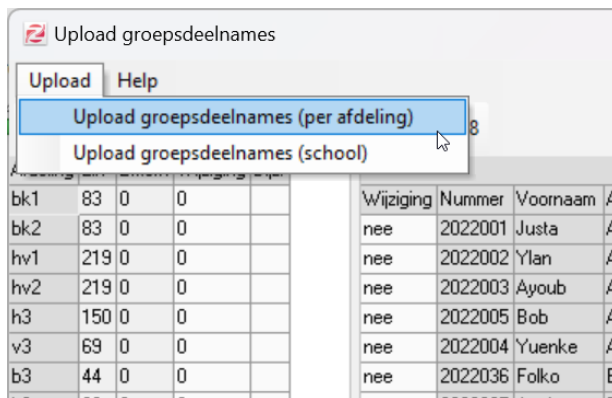 Upload groepsdeelnames
Upload Help
Upload groepsdeelnames (per afdeling)
8
Upload groepsdeelnames (school)
Wijziging Nummer Voornaam
bk1 83 0 0
nee 2022001 Justa
bk2 83 0 0
nee 2022002 Ylan
hv1 219 0 0
nee 2022003 Ayoub
hv2 219 0 0
nee 2022005 Bob
h3 150 0 0
nee 2022004 Yuenke
v3 69 0 0
nee 2022036 Folko
b3 44 0 0